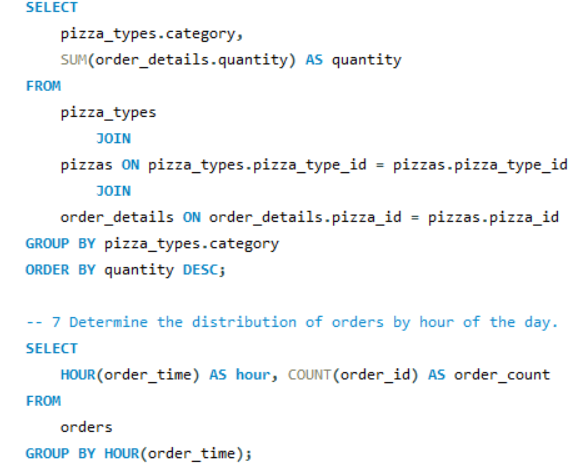 SELECT
    pizza_types.category,
    SUM(order_details.quantity) AS quantity
FROM
    pizza_types
        JOIN
    pizzas ON pizza_types.pizza_type_id = pizzas.pizza_type_id
        JOIN
    order_details ON order_details.pizza_id = pizzas.pizza_id
GROUP BY pizza_types.category
ORDER BY quantity DESC;

-- 7 Determine the distribution of orders by hour of the day.
SELECT
    HOUR(order_time) AS hour, COUNT(order_id) AS order_count
FROM
    orders
GROUP BY HOUR(order_time);